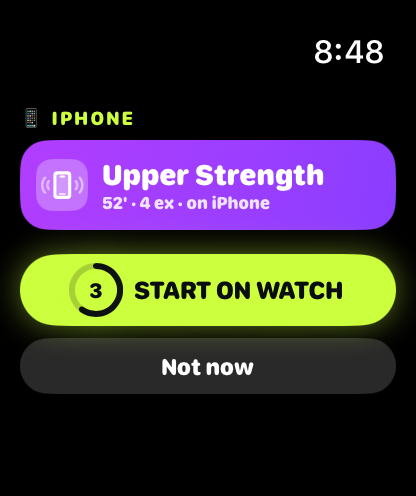 8:48
IPHONE
Upper Strength
52' · 4 ex · on iPhone
3 START ON WATCH
Not now